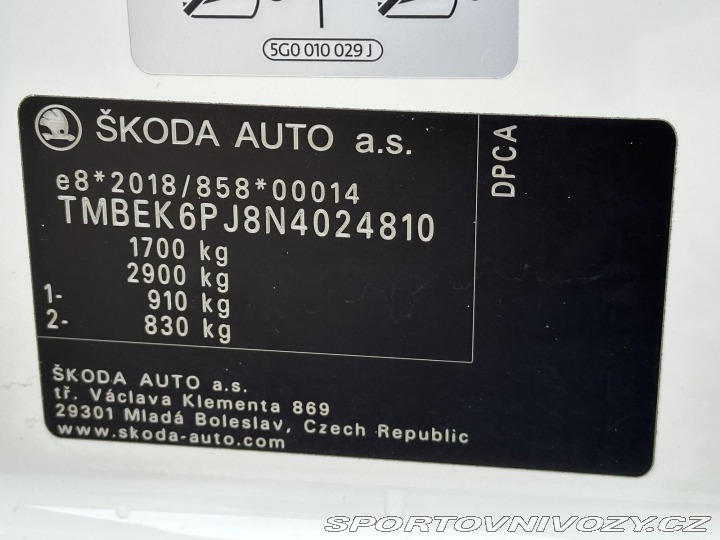 5G0 010 029 J
ŠKODA AUTO a.s.
DPCA
e8*2018/858*00014
TMBEK6PJ8N4024810
1700 kg
2900 kg
1- 910 kg
2- 830 kg
ŠKODA AUTO a.s.
tř. Václava Klementa 869
29301 Mladá Boleslav, Czech Republic
www.skoda-auto.com
SPORTOVNIVOZY.CZ